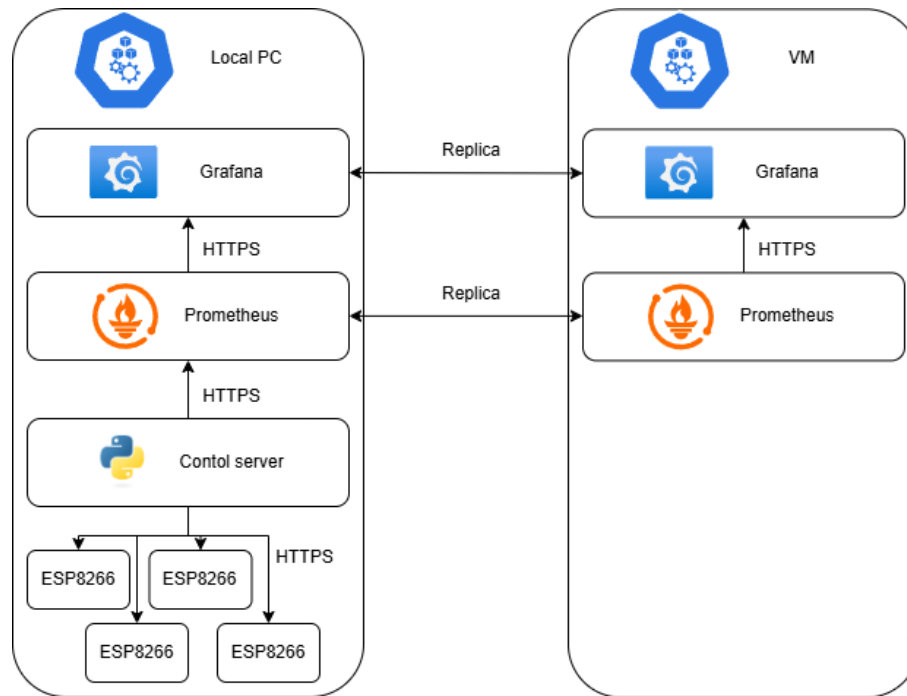 Local PC
VM
Grafana
Replica
Grafana
HTTPS
HTTPS
Prometheus
Replica
Prometheus
HTTPS
Contol server
HTTPS
ESP8266
ESP8266
ESP8266
ESP8266